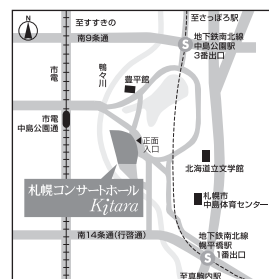 N
至すすきの
至さっぽろ駅
南9条通
地下鉄南北線
中島公園駅
3番出口
S
市電
鴨々川
豊平館
市電
中島公園通
正面
入口
北海道立文学館
札幌コンサートホール
Kitara
札幌市
中島体育センター
南14条通(行啓通)
地下鉄南北線
幌平橋駅
1番出口
S
至真駒内駅